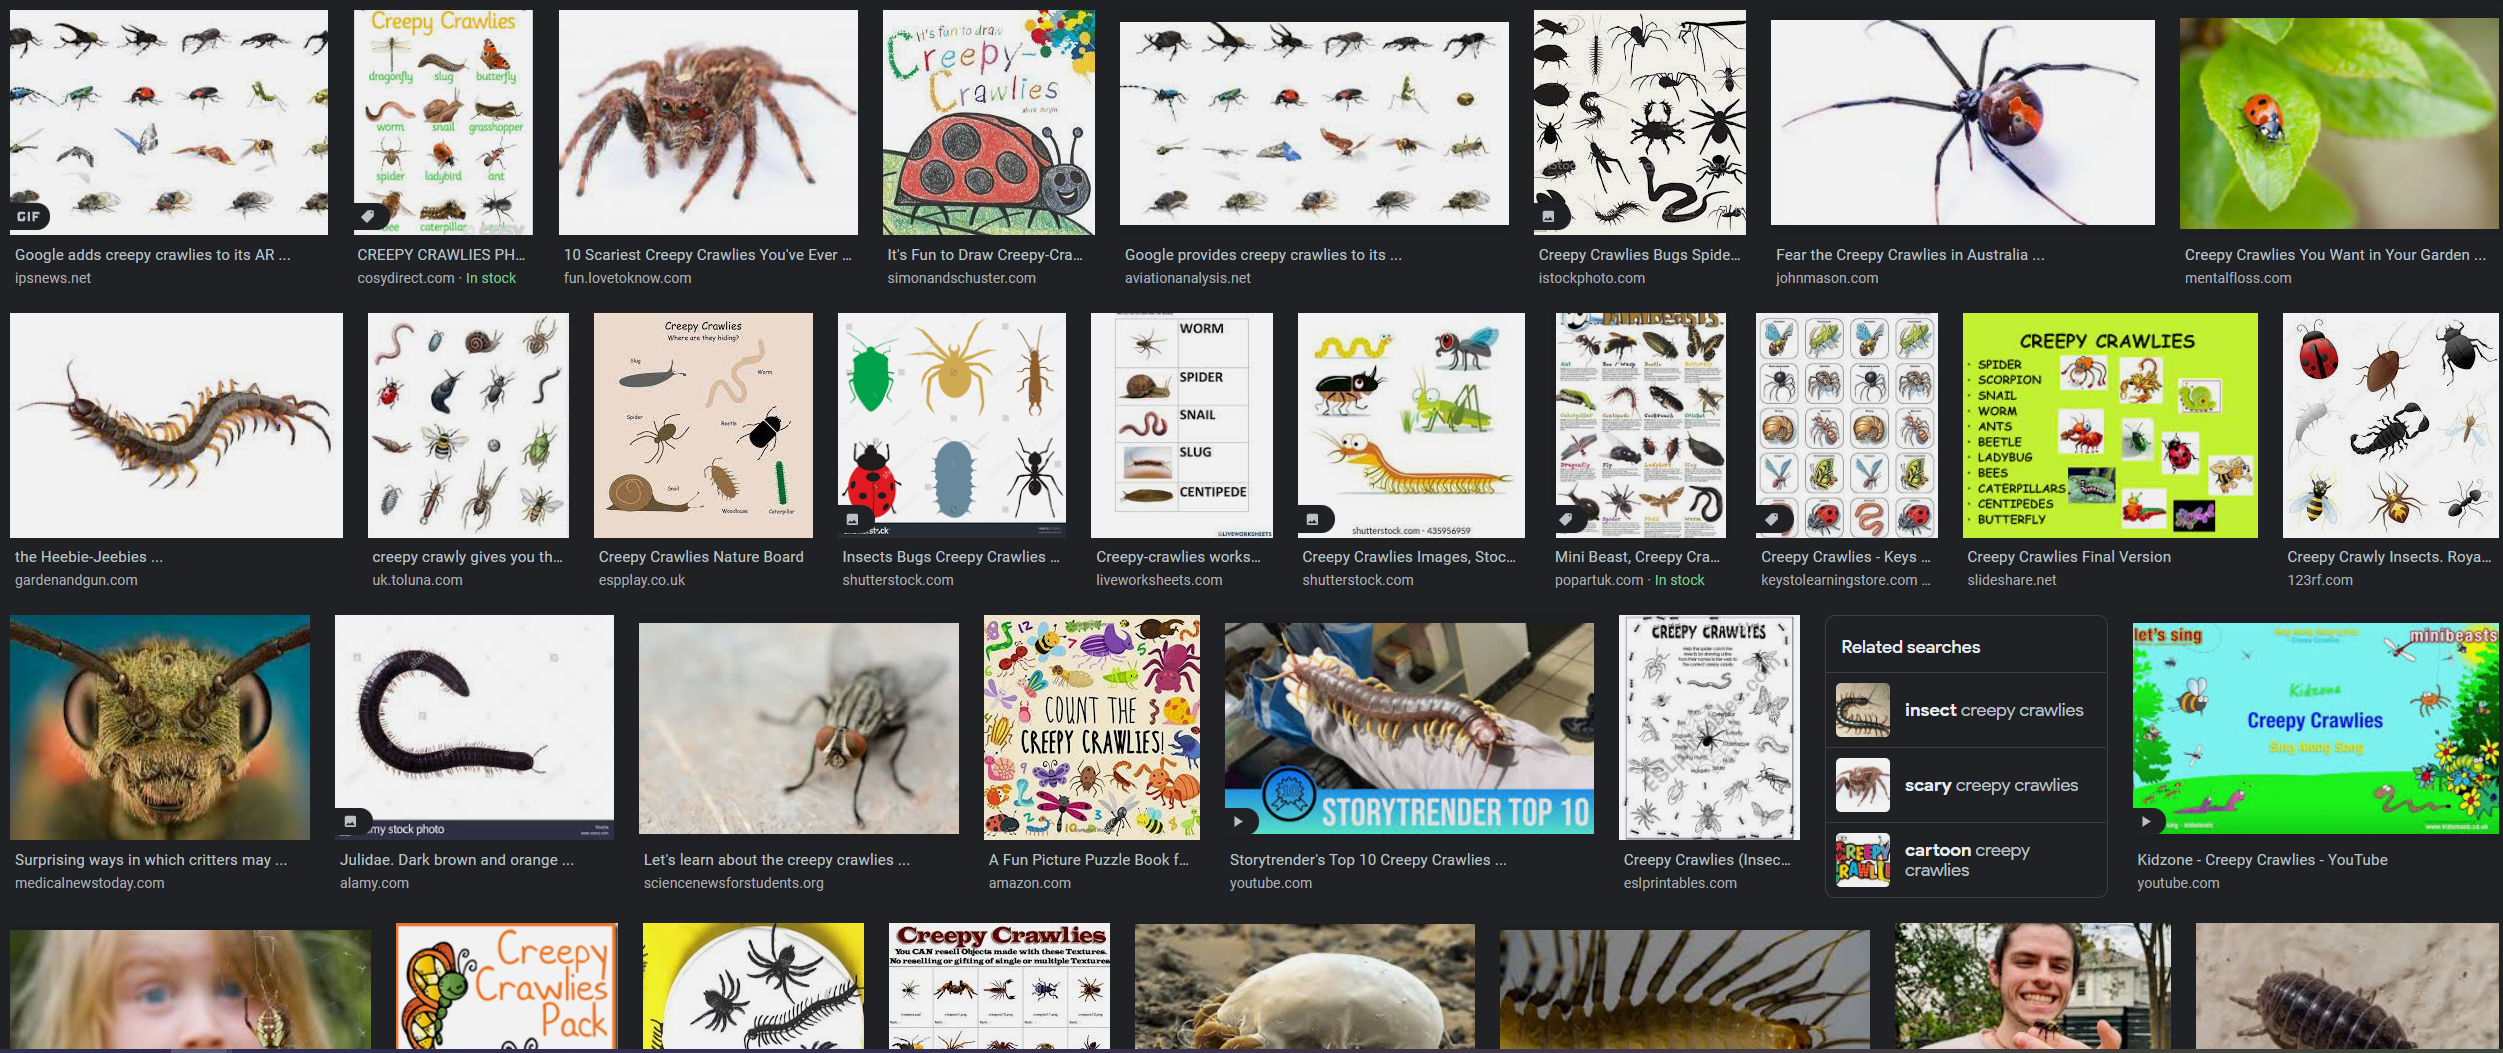 Creepy Crawlies
dragonfly slug butterfly
worm snail grasshopper
spider ladybird ant
bee caterpillar
GIF
It's fun to draw
Creepy-
Crawlies
Mark Bergin
Google adds creepy crawlies to its AR ...
ipsnews.net
CREEPY CRAWLIES PH...
cosydirect.com · In stock
10 Scariest Creepy Crawlies You've Ever ...
fun.lovetoknow.com
It's Fun to Draw Creepy-Cra...
simonandschuster.com
Google provides creepy crawlies to its ...
aviationanalysis.net
Creepy Crawlies Bugs Spide...
istockphoto.com
Fear the Creepy Crawlies in Australia ...
johnmason.com
Creepy Crawlies You Want in Your Garden ...
mentalfloss.com
Creepy Crawlies
Where are they hiding?
Slug
Worm
Spider
Beetle
Snail
Woodlouse
Caterpillar
WORM
SPIDER
SNAIL
SLUG
CENTIPEDE
LIVEWORKSHEETS
shutterstock.com · 435956959
CREEPY CRAWLIES
• SPIDER
• SCORPION
• SNAIL
• WORM
• ANTS
• BEETLE
• LADYBUG
• BEES
• CATERPILLARS
• CENTIPEDES
• BUTTERFLY
the Heebie-Jeebies ...
gardenandgun.com
creepy crawly gives you th...
uk.toluna.com
Creepy Crawlies Nature Board
espplay.co.uk
Insects Bugs Creepy Crawlies ...
shutterstock.com
Creepy-crawlies works...
liveworksheets.com
Creepy Crawlies Images, Stoc...
shutterstock.com
Mini Beast, Creepy Cra...
popartuk.com · In stock
Creepy Crawlies - Keys ...
keystolearningstore.com ...
Creepy Crawlies Final Version
slideshare.net
Creepy Crawly Insects. Roya...
123rf.com
alamy
my stock photo
COUNT THE
CREEPY CRAWLIES!
STORYTRENDER TOP 10
CREEPY CRAWLIES
Related searches
insect creepy crawlies
scary creepy crawlies
cartoon creepy
crawlies
let's sing
minibeasts
Kidzone
Creepy Crawlies
Sing Along Song
www.kidsmusic.co.uk
Surprising ways in which critters may ...
medicalnewstoday.com
Julidae. Dark brown and orange ...
alamy.com
Let's learn about the creepy crawlies ...
sciencenewsforstudents.org
A Fun Picture Puzzle Book f...
amazon.com
Storytrender's Top 10 Creepy Crawlies ...
youtube.com
Creepy Crawlies (Insec...
eslprintables.com
Kidzone - Creepy Crawlies - YouTube
youtube.com
Creepy
Crawlies
Pack
Creepy Crawlies
You CAN resell Objects made with these Textures.
No reselling or gifting of single or multiple Textures